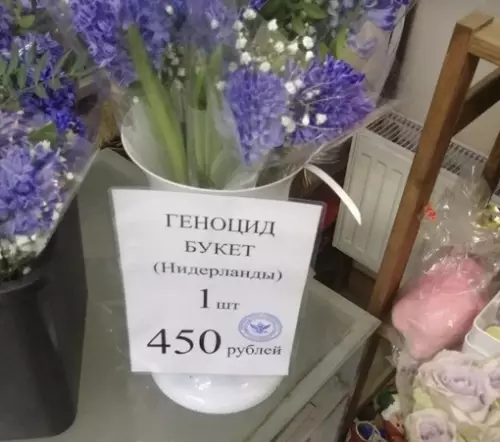 ГЕНОЦИД
БУКЕТ
(Нидерланды)
1 шт
450 рублей